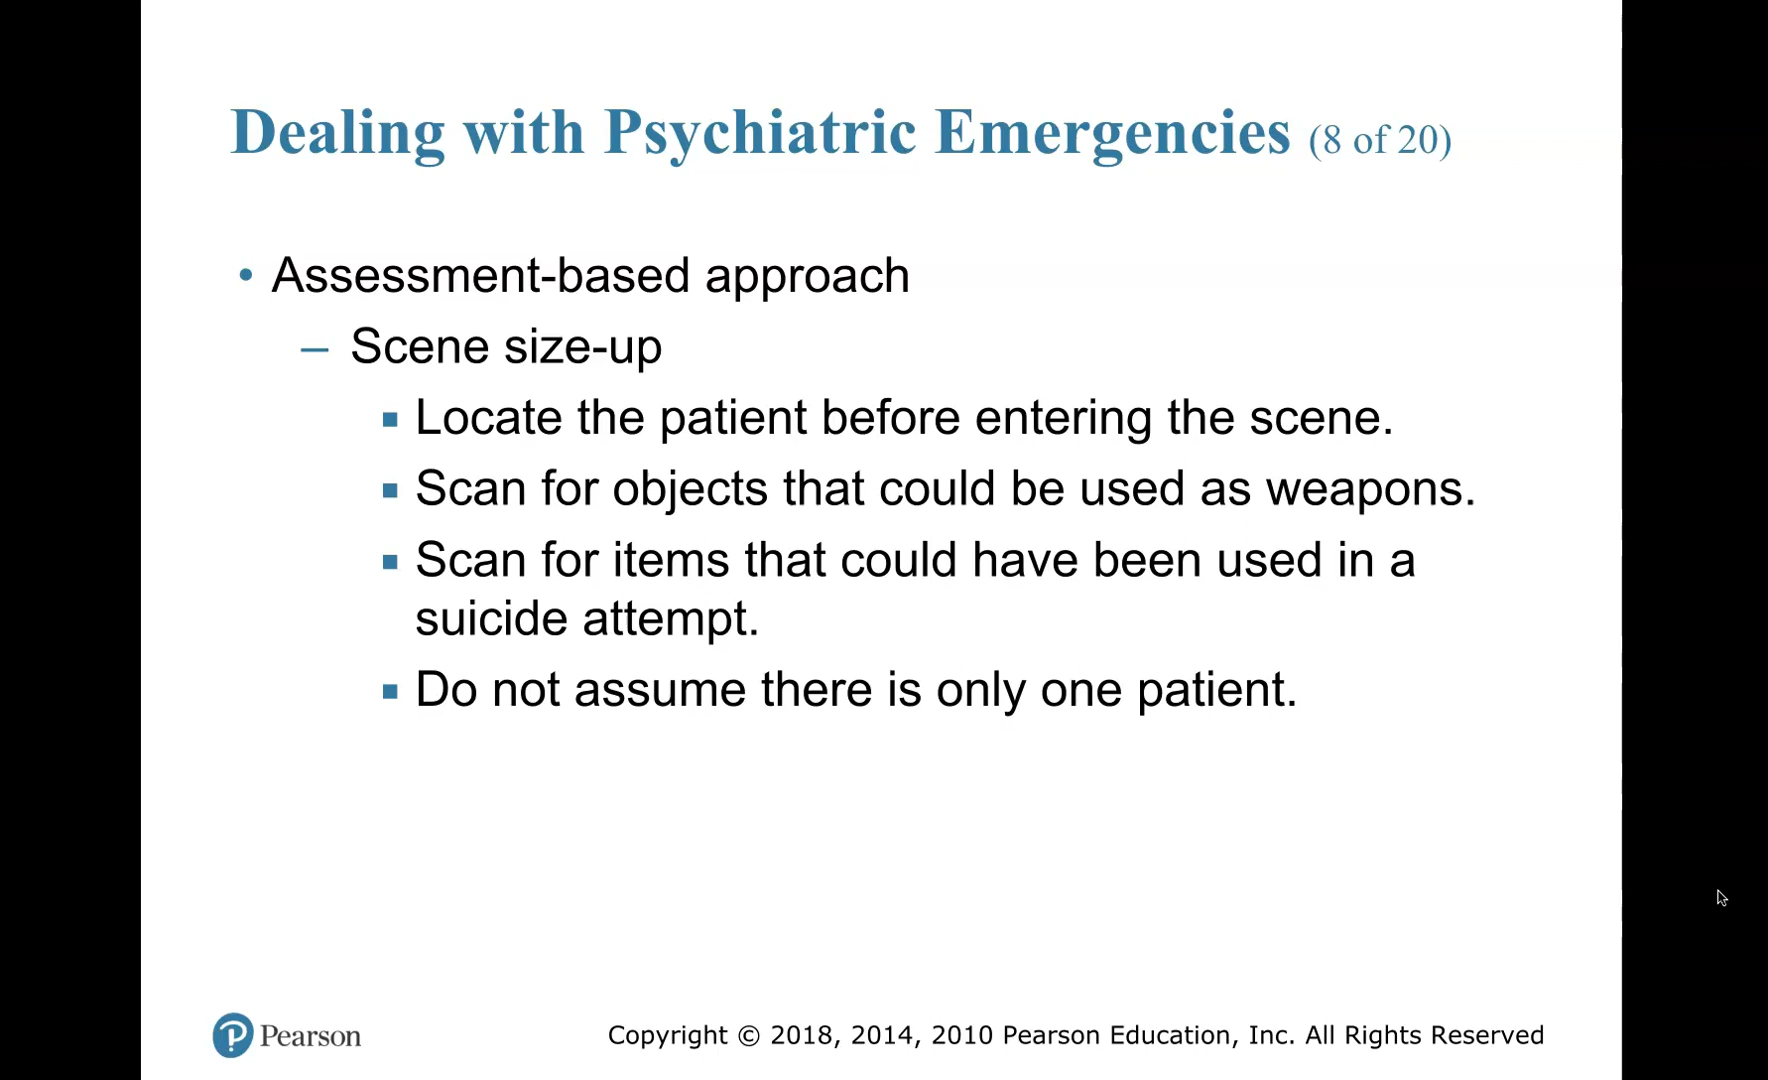 Dealing with Psychiatric Emergencies (8 of 20)
• Assessment-based approach
– Scene size-up
▪ Locate the patient before entering the scene.
▪ Scan for objects that could be used as weapons.
▪ Scan for items that could have been used in a
suicide attempt.
▪ Do not assume there is only one patient.
Pearson
Copyright © 2018, 2014, 2010 Pearson Education, Inc. All Rights Reserved